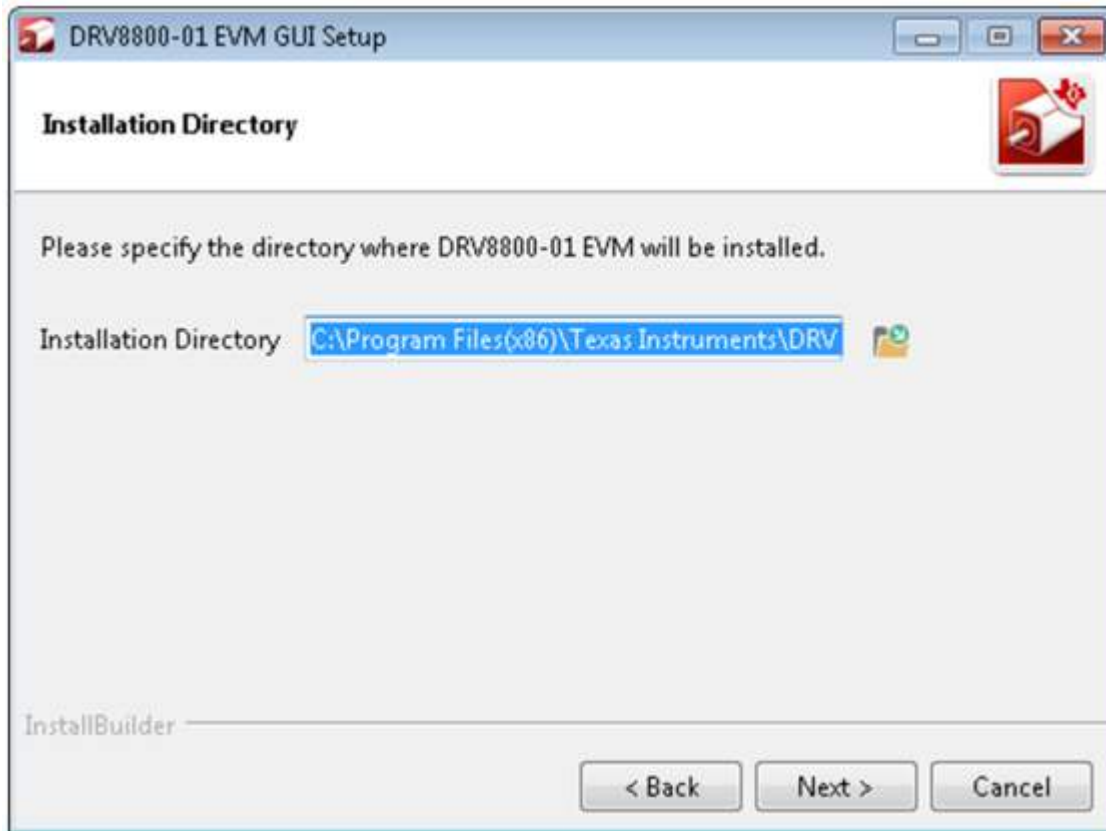 DRV8800-01 EVM GUI Setup
Installation Directory
Please specify the directory where DRV8800-01 EVM will be installed.
Installation Directory C:\Program Files(x86)\Texas Instruments\DRV
InstallBuilder
< Back Next > Cancel